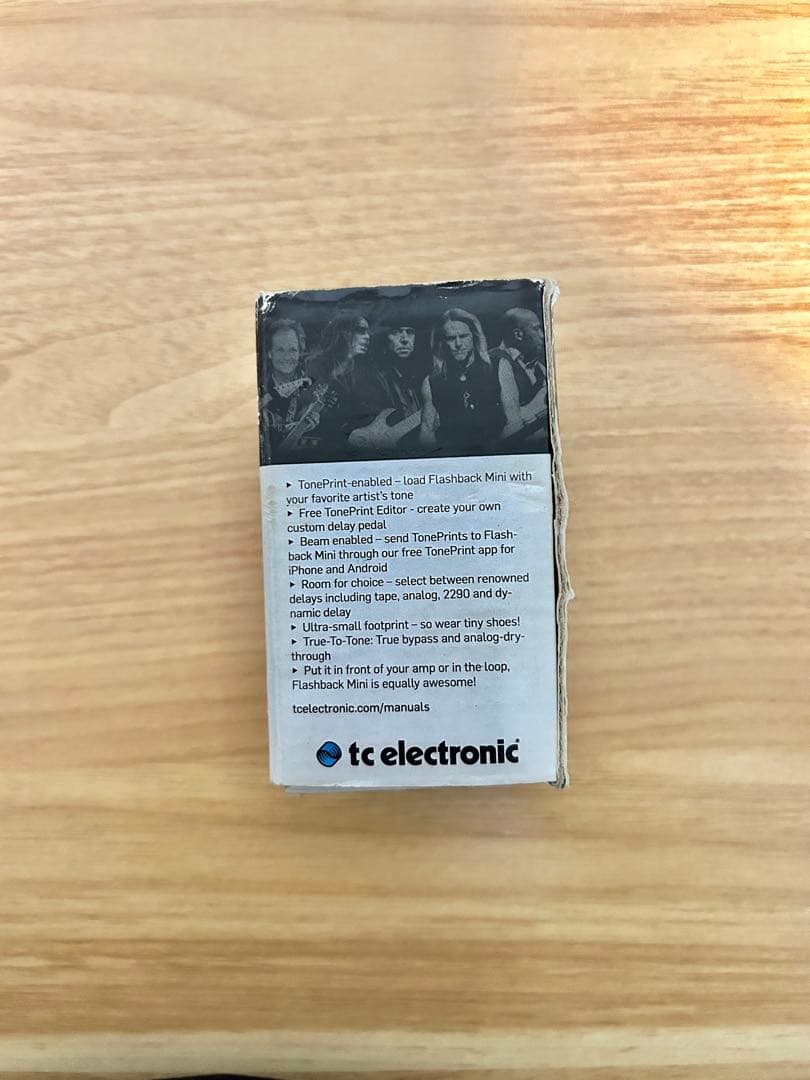 ▸ TonePrint-enabled – load Flashback Mini with
your favorite artist's tone
▸ Free TonePrint Editor - create your own
custom delay pedal
▸ Beam enabled – send TonePrints to Flash-
back Mini through our free TonePrint app for
iPhone and Android
▸ Room for choice – select between renowned
delays including tape, analog, 2290 and dy-
namic delay
▸ Ultra-small footprint – so wear tiny shoes!
▸ True-To-Tone: True bypass and analog-dry-
through
▸ Put it in front of your amp or in the loop,
Flashback Mini is equally awesome!
tcelectronic.com/manuals
tc electronic